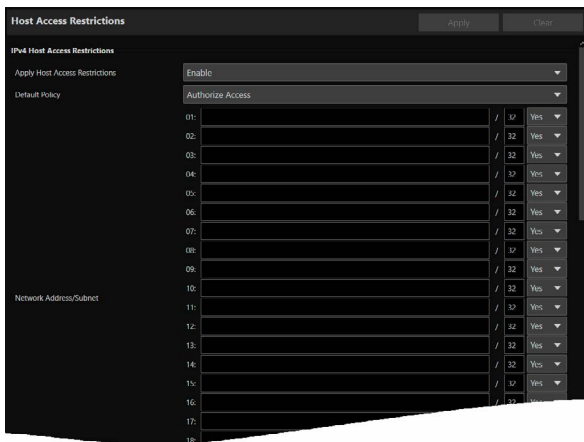 Host Access Restrictions Apply Clear
IPv4 Host Access Restrictions
Apply Host Access Restrictions Enable
Default Policy Authorize Access
01: / 32 Yes
02: / 32 Yes
03: / 32 Yes
04: / 32 Yes
05: / 32 Yes
06: / 32 Yes
07: / 32 Yes
08: / 32 Yes
09: / 32 Yes
10: / 32 Yes
Network Address/Subnet
11: / 32 Yes
12: / 32 Yes
13: / 32 Yes
14: / 32 Yes
15: / 32 Yes
16: / 32
17:
18: